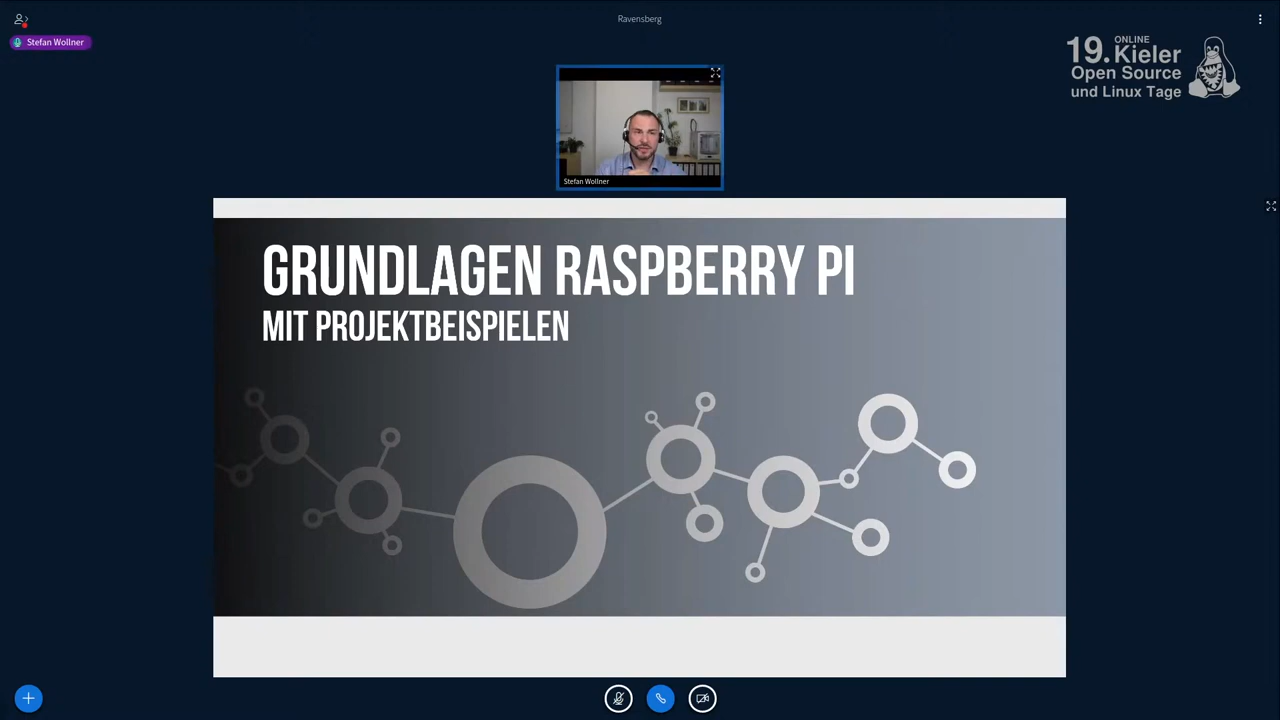 Ravensberg
Stefan Wollner
ONLINE
19. Kieler
Open Source
und Linux Tage
Stefan Wollner
GRUNDLAGEN RASPBERRY PI
MIT PROJEKTBEISPIELEN